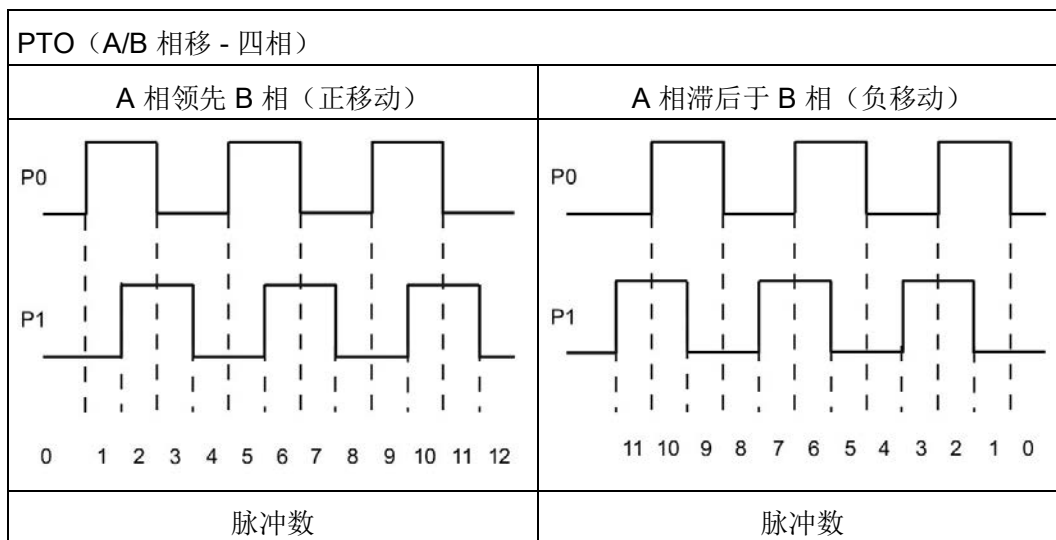 PTO（A/B 相移 - 四相）
A 相领先 B 相（正移动）
A 相滞后于 B 相（负移动）
P0
P1
0 1 2 3 4 5 6 7 8 9 10 11 12
P0
P1
11 10 9 8 7 6 5 4 3 2 1 0
脉冲数
脉冲数